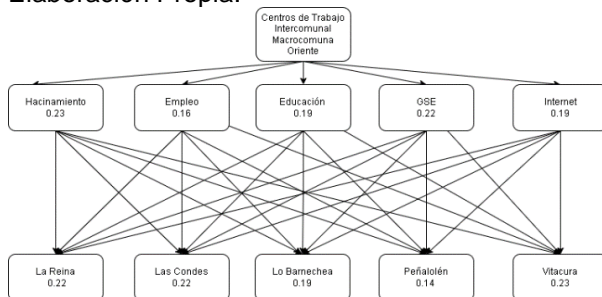 Elaboración Propia.
Centros de Trabajo
Intercomunal
Macrocomuna
Oriente
Hacinamiento
0.23
Empleo
0.16
Educación
0.19
GSE
0.22
Internet
0.19
La Reina
0.22
Las Condes
0.22
Lo Barnechea
0.19
Peñalolén
0.14
Vitacura
0.23